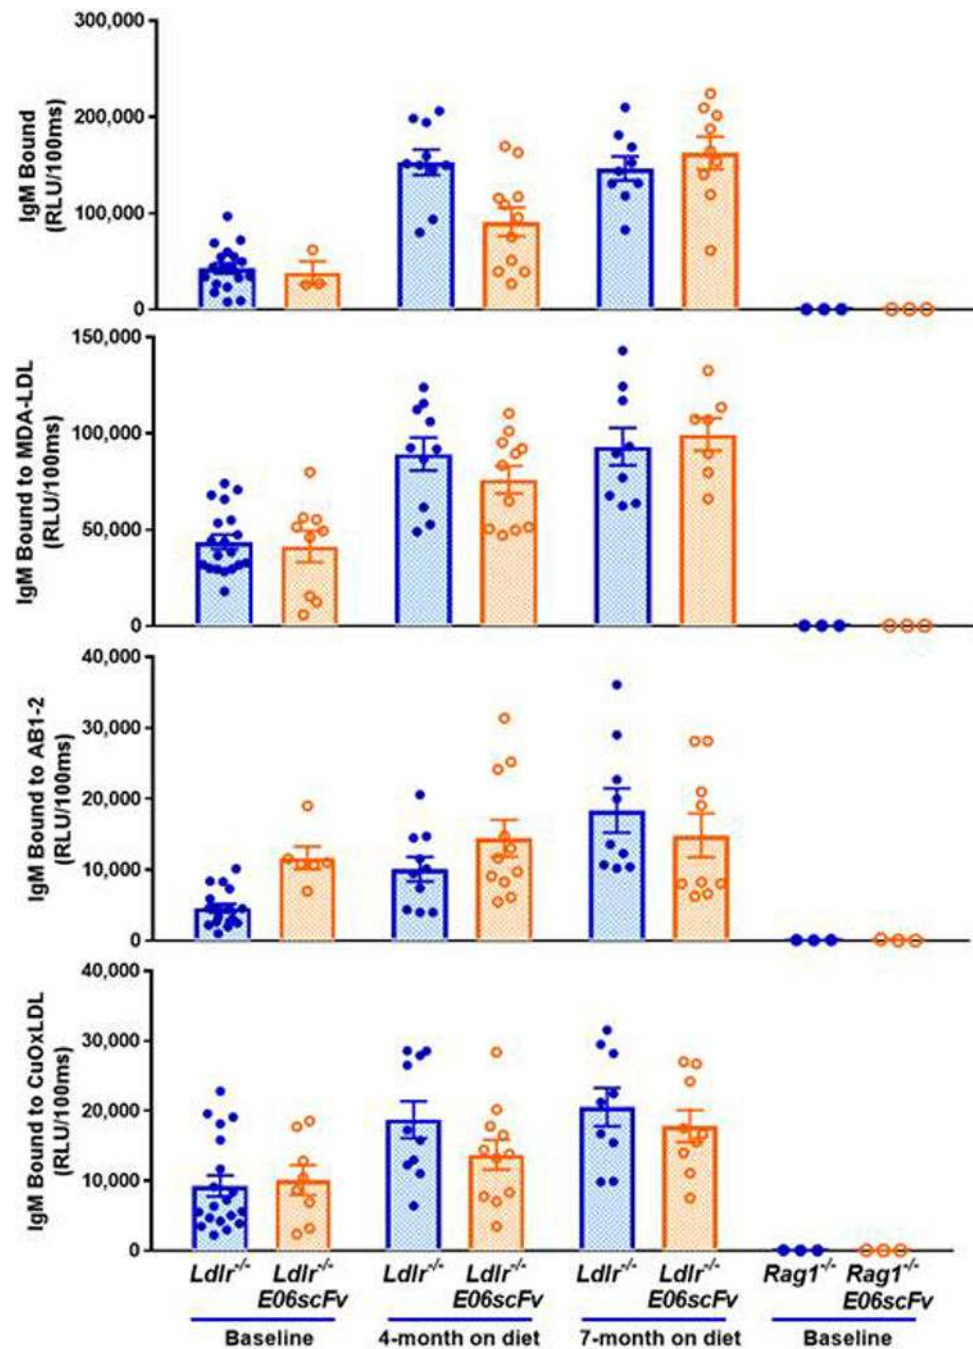 IgM Bound
(RLU/100ms)
300,000
200,000
100,000
0
IgM Bound to MDA-LDL
(RLU/100ms)
150,000
100,000
50,000
0
IgM Bound to AB1-2
(RLU/100ms)
40,000
30,000
20,000
10,000
0
IgM Bound to CuOxLDL
(RLU/100ms)
40,000
30,000
20,000
10,000
0
Ldlr-/- Ldlr-/- Ldlr-/- Ldlr-/- Ldlr-/- Ldlr-/- Rag1-/- Rag1-/-
E06scFv E06scFv E06scFv E06scFv
Baseline 4-month on diet 7-month on diet Baseline